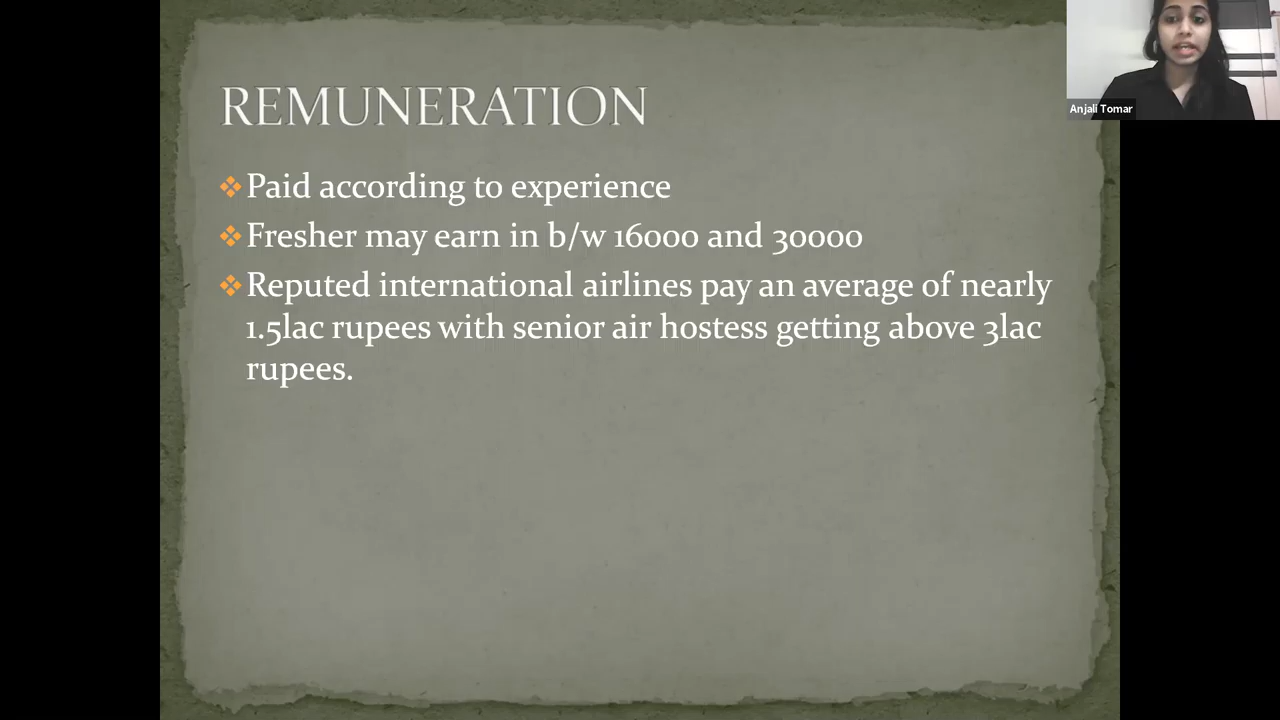 REMUNERATION
Paid according to experience
Fresher may earn in b/w 16000 and 30000
Reputed international airlines pay an average of nearly
1.5lac rupees with senior air hostess getting above 3lac
rupees.
Anjali Tomar